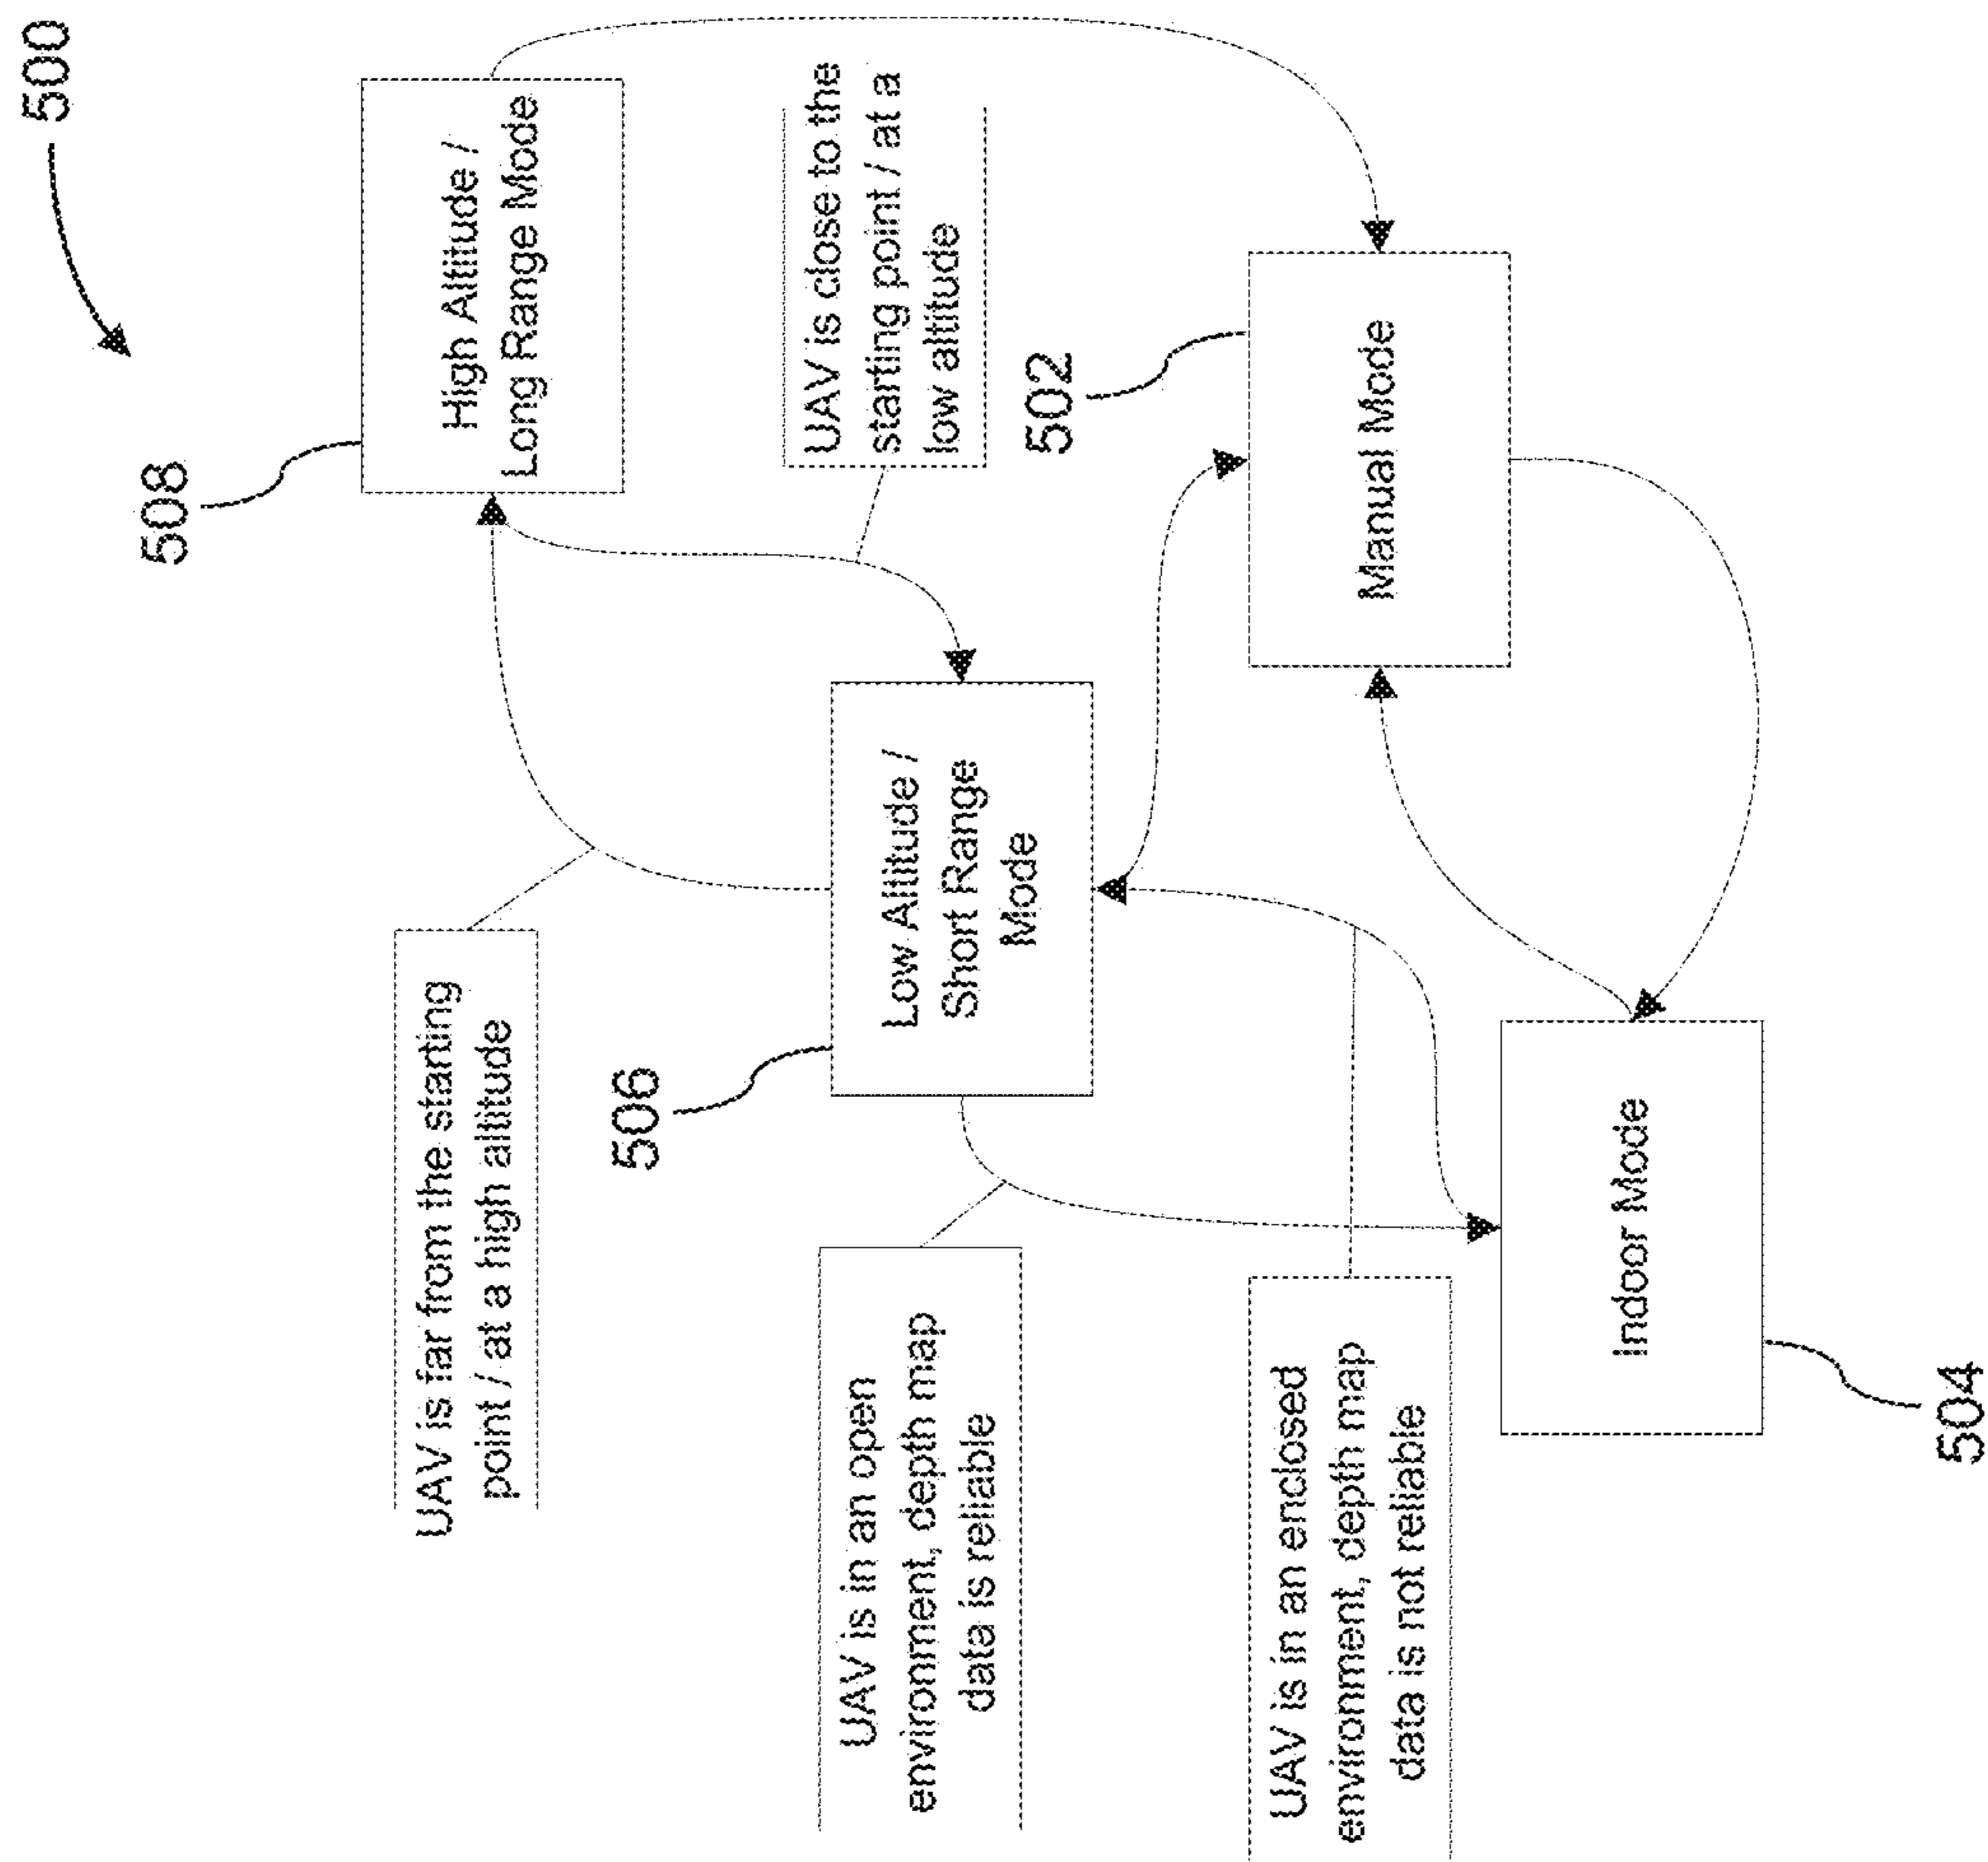 500
508
UAV is far from the starting
point / at a high altitude
High Altitude /
Long Range Mode
506
UAV is in an open
environment, depth map
data is reliable
Low Altitude /
Short Range
Mode
UAV is close to the
starting point / at a
low altitude
502
UAV is in an enclosed
environment, depth map
data is not reliable
Manual Mode
Indoor Mode
504